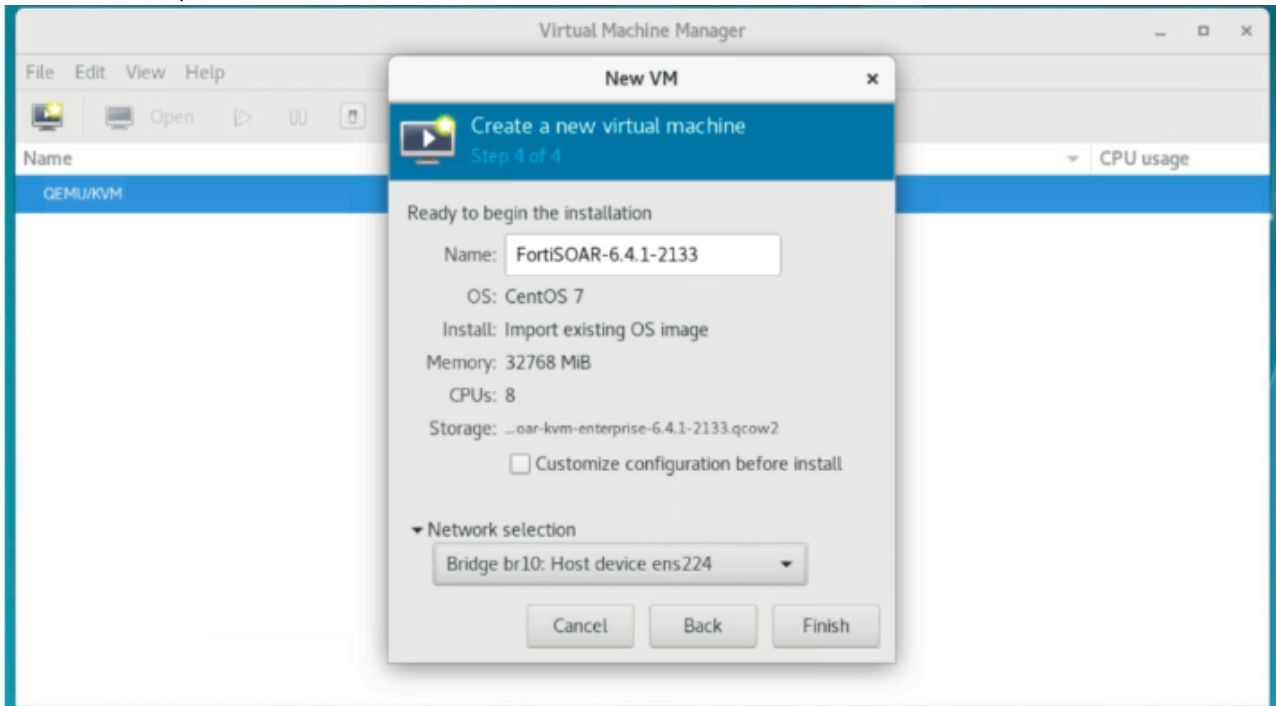 Virtual Machine Manager
File Edit View Help
New VM
Open
Create a new virtual machine
Step 4 of 4
Name
CPU usage
QEMU/KVM
Ready to begin the installation
Name: FortiSOAR-6.4.1-2133
OS: CentOS 7
Install: Import existing OS image
Memory: 32768 MiB
CPUs: 8
Storage: ...oar-kvm-enterprise-6.4.1-2133.qcow2
Customize configuration before install
Network selection
Bridge br10: Host device ens224
Cancel Back Finish